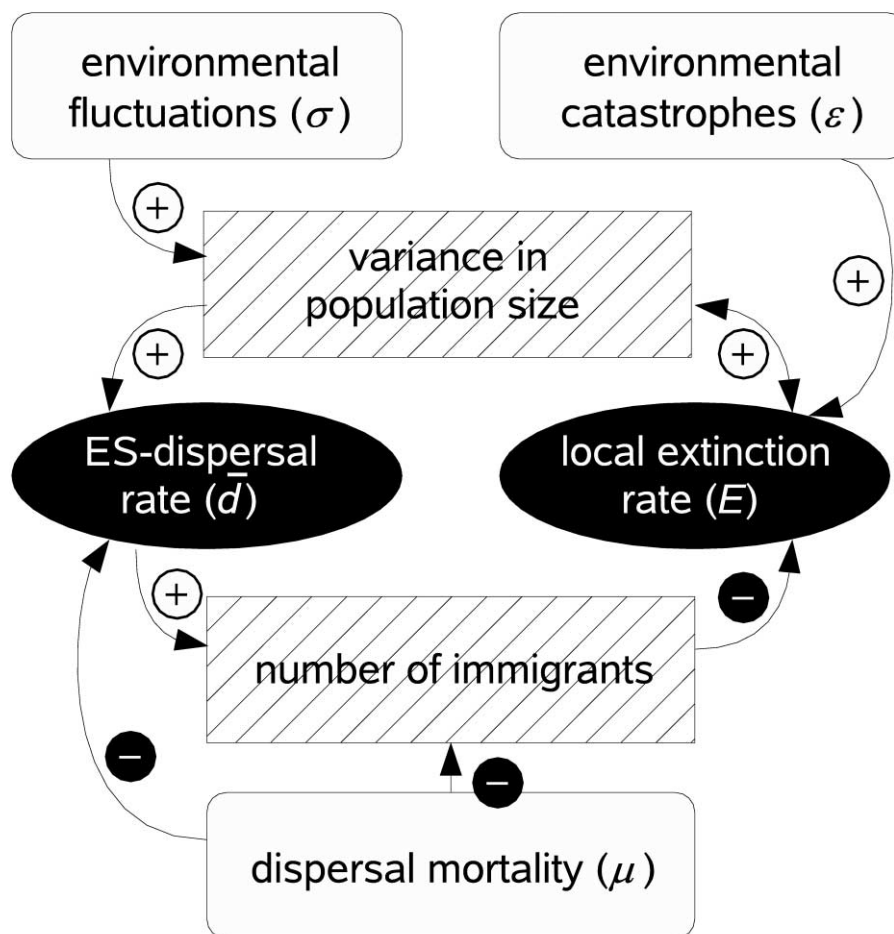 environmental
fluctuations (σ)
environmental
catastrophes (ε)
+
variance in
population size
+
+
+
ES-dispersal
rate (d̄)
local extinction
rate (E)
+
−
number of immigrants
−
−
dispersal mortality (μ)